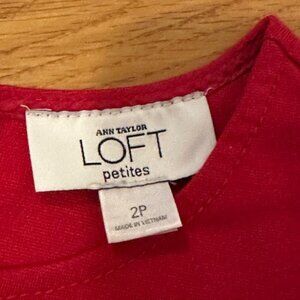 ANN TAYLOR
LOFT
petites
2P
MADE IN VIETNAM